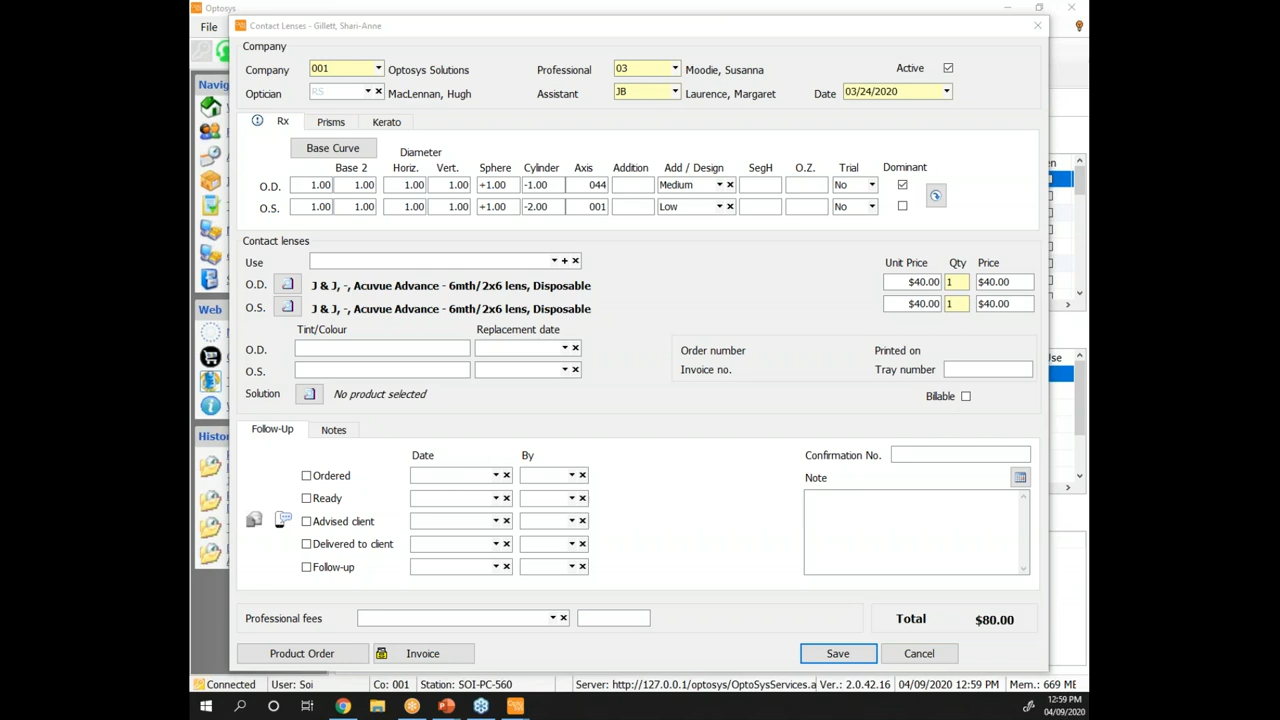 Optosys
File
Contact Lenses - Gillett, Shari-Anne
Company
Company 001 Optosys Solutions Professional 03 Moodie, Susanna Active
Optician RS MacLennan, Hugh Assistant JB Laurence, Margaret Date 03/24/2020
Rx Prisms Kerato
Base Curve Diameter
Base 2 Horiz. Vert. Sphere Cylinder Axis Addition Add / Design SegH O.Z. Trial Dominant
O.D. 1.00 1.00 1.00 1.00 +1.00 -1.00 044 Medium No
O.S. 1.00 1.00 1.00 1.00 +1.00 -2.00 001 Low No
Contact lenses
Use Unit Price Qty Price
O.D. J & J, -, Acuvue Advance - 6mth/2x6 lens, Disposable $40.00 1 $40.00
O.S. J & J, -, Acuvue Advance - 6mth/2x6 lens, Disposable $40.00 1 $40.00
Tint/Colour Replacement date
O.D. Order number Printed on
O.S. Invoice no. Tray number
Solution No product selected Billable
Follow-Up Notes
Date By Confirmation No.
Ordered Note
Ready
Advised client
Delivered to client
Follow-up
Professional fees Total $80.00
Product Order Invoice Save Cancel
Navig
Web
Histor
Use
Connected User: Soi Co: 001 Station: SOI-PC-560 Server: http://127.0.0.1/optosys/OptoSysServices.a Ver.: 2.0.42.16 04/09/2020 12:59 PM Mem.: 669 ME
12:59 PM
04/09/2020